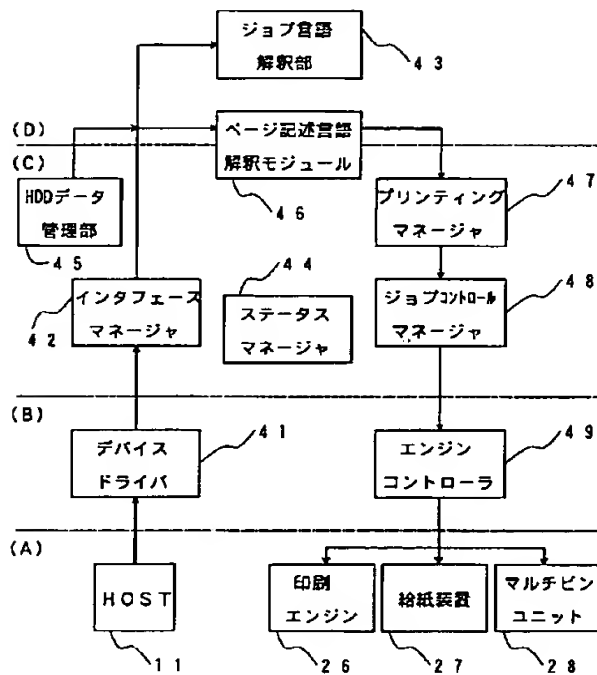 ジョブ言語
解釈部
43
(D)
ページ記述言語
解釈モジュール
46
(C)
HDDデータ
管理部
45
プリンティング
マネージャ
47
44
インタフェース
マネージャ
42
ステータス
マネージャ
ジョブコントロール
マネージャ
48
(B)
デバイス
ドライバ
41
エンジン
コントローラ
49
(A)
HOST
11
印刷
エンジン
26
給紙装置
27
マルチビン
ユニット
28